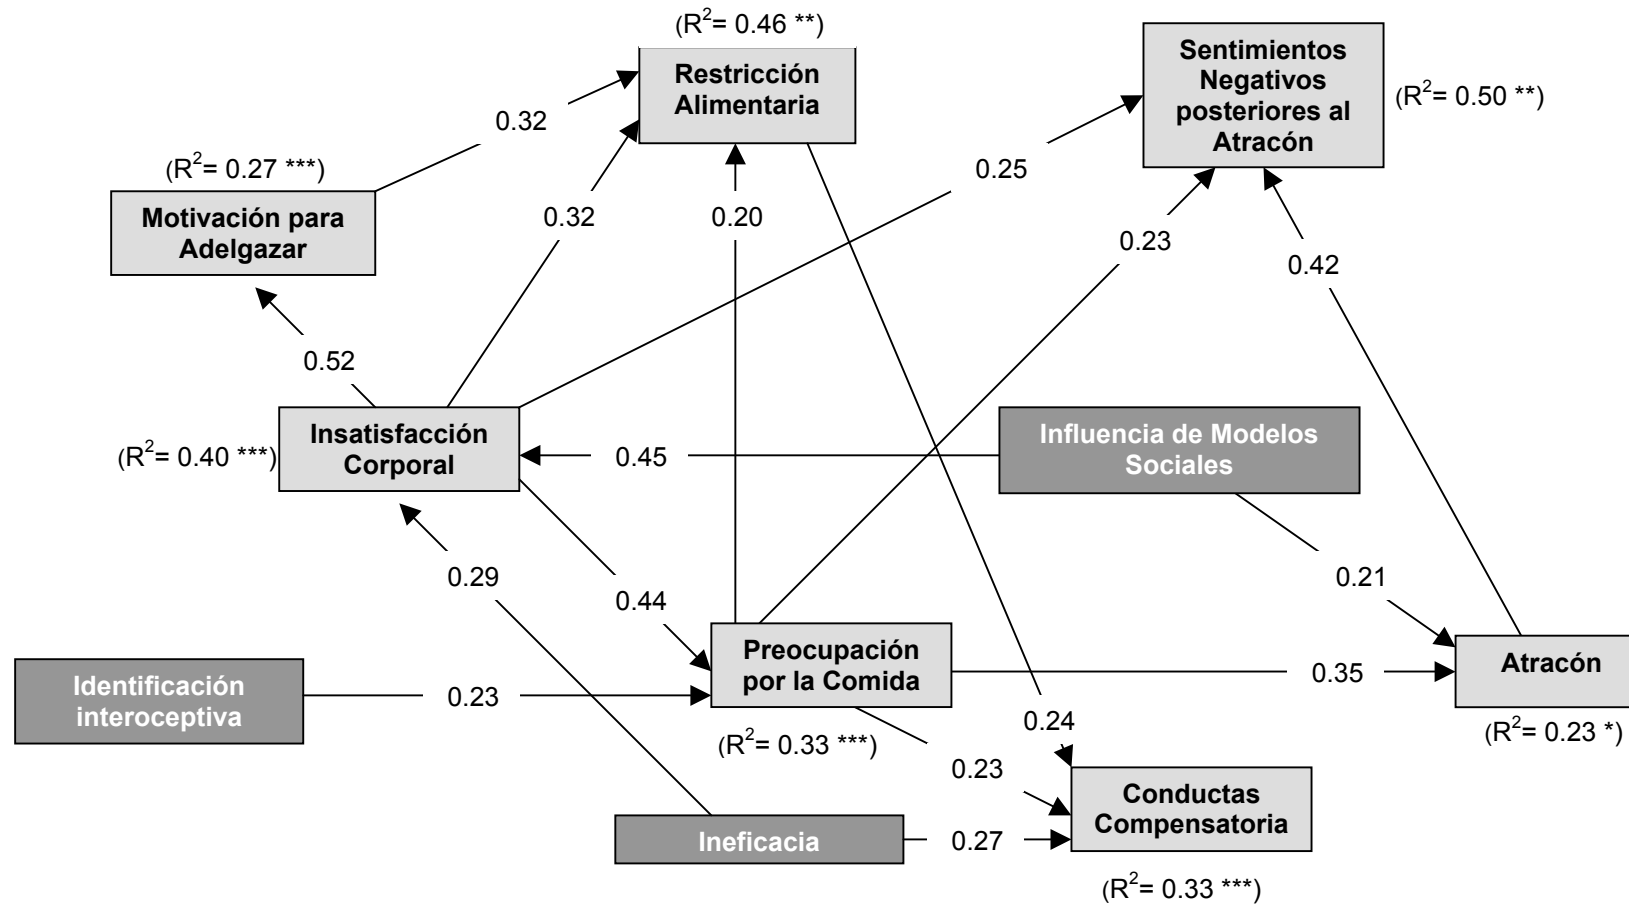 (R²= 0.46 **)
Restricción
Alimentaria
Sentimientos
Negativos
posteriores al
Atracón
(R²= 0.50 **)
0.32
(R²= 0.27 ***)
Motivación para
Adelgazar
0.32
0.20
0.25
0.23
0.42
0.52
Insatisfacción
Corporal
(R²= 0.40 ***)
0.45
Influencia de Modelos
Sociales
0.29
0.44
0.21
Identificación
interoceptiva
0.23
Preocupación
por la Comida
(R²= 0.33 ***)
0.35
Atracón
(R²= 0.23 *)
0.24
0.23
Ineficacia
0.27
Conductas
Compensatoria
(R²= 0.33 ***)